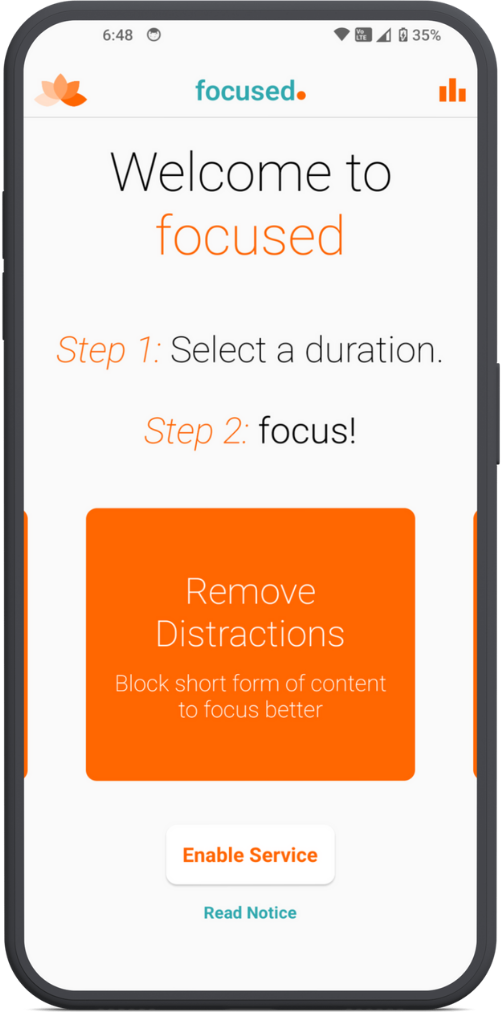 6:48
Vo
LTE
35%
focused.
Welcome to
focused
Step 1: Select a duration.
Step 2: focus!
Remove
Distractions
Block short form of content
to focus better
Enable Service
Read Notice